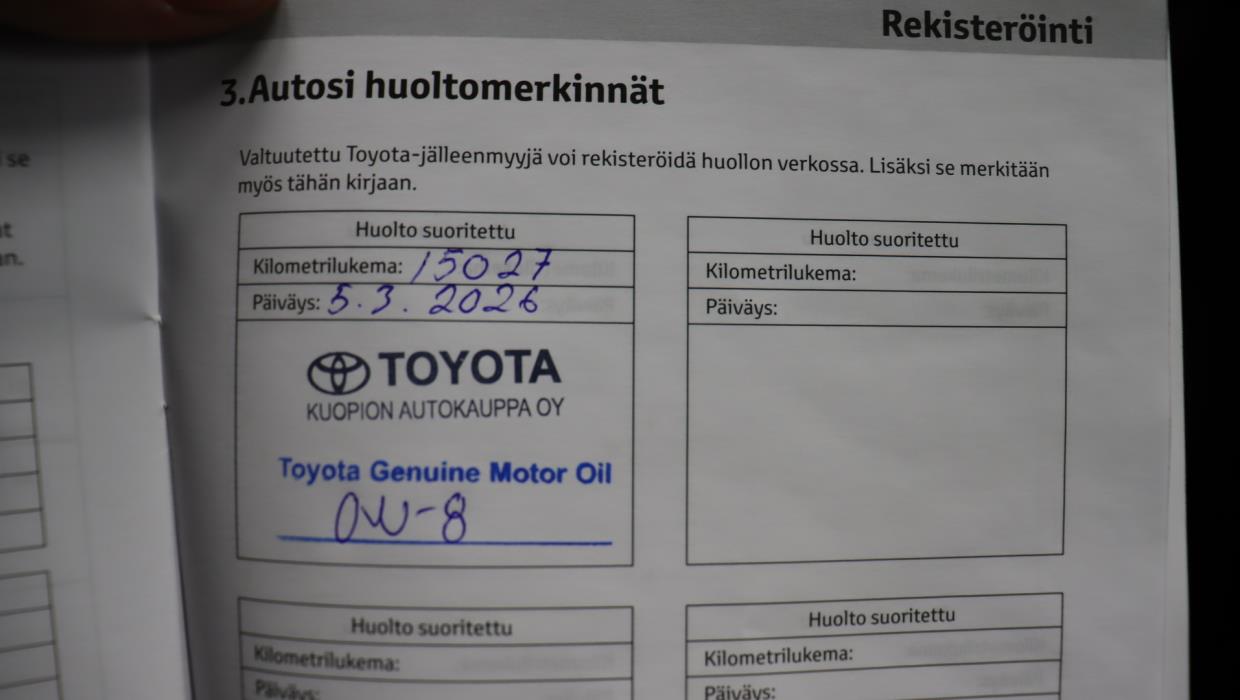 Rekisteröinti
3.Autosi huoltomerkinnät
Valtuutettu Toyota-jälleenmyyjä voi rekisteröidä huollon verkossa. Lisäksi se merkitään
myös tähän kirjaan.
Huolto suoritettu
Kilometrilukema: 15027
Päiväys: 5.3.2026
TOYOTA
KUOPION AUTOKAUPPA OY
Toyota Genuine Motor Oil
0W-8
Huolto suoritettu
Kilometrilukema:
Päiväys:
Huolto suoritettu
Kilometrilukema:
Päiväys:
Huolto suoritettu
Kilometrilukema:
Päiväys:
se